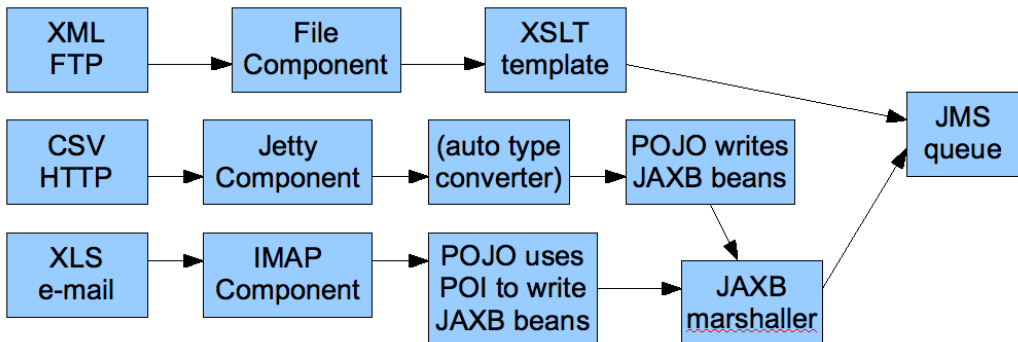 XML
FTP
File
Component
XSLT
template
JMS
queue
CSV
HTTP
Jetty
Component
(auto type
converter)
POJO writes
JAXB beans
XLS
e-mail
IMAP
Component
POJO uses
POI to write
JAXB beans
JAXB
marshaller